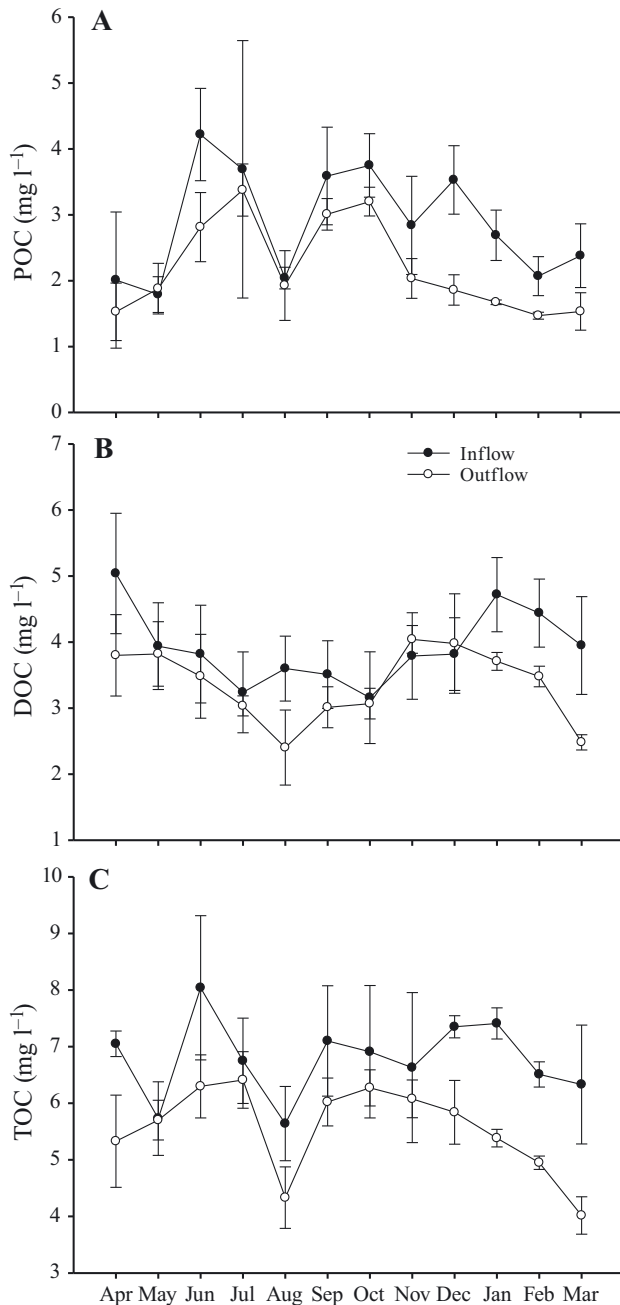 A
6
5
4
3
2
1
0
POC (mg l⁻¹)
B
Inflow
Outflow
7
6
5
4
3
2
1
DOC (mg l⁻¹)
C
10
9
8
7
6
5
4
3
TOC (mg l⁻¹)
Apr May Jun Jul Aug Sep Oct Nov Dec Jan Feb Mar